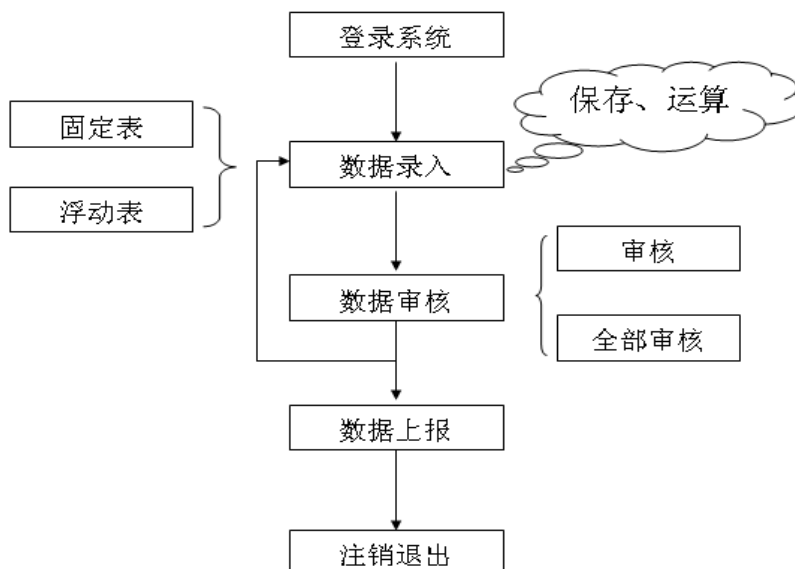 登录系统
保存、运算
固定表
数据录入
浮动表
审核
数据审核
全部审核
数据上报
注销退出